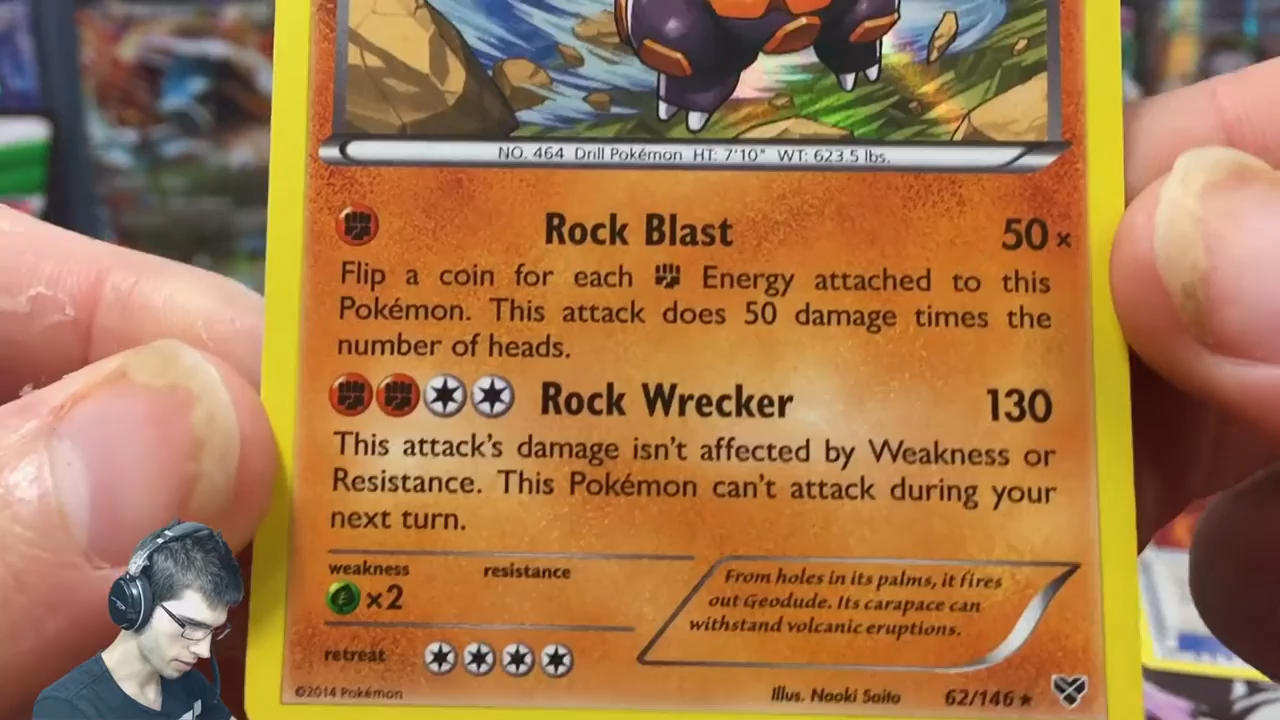 NO. 464 Drill Pokémon HT: 7'10" WT: 623.5 lbs.
Rock Blast 50x
Flip a coin for each Energy attached to this
Pokémon. This attack does 50 damage times the
number of heads.
Rock Wrecker 130
This attack's damage isn't affected by Weakness or
Resistance. This Pokémon can't attack during your
next turn.
weakness resistance
x2
From holes in its palms, it fires
out Geodude. Its carapace can
withstand volcanic eruptions.
retreat
©2014 Pokémon
Illus. Naoki Saito 62/146 ★